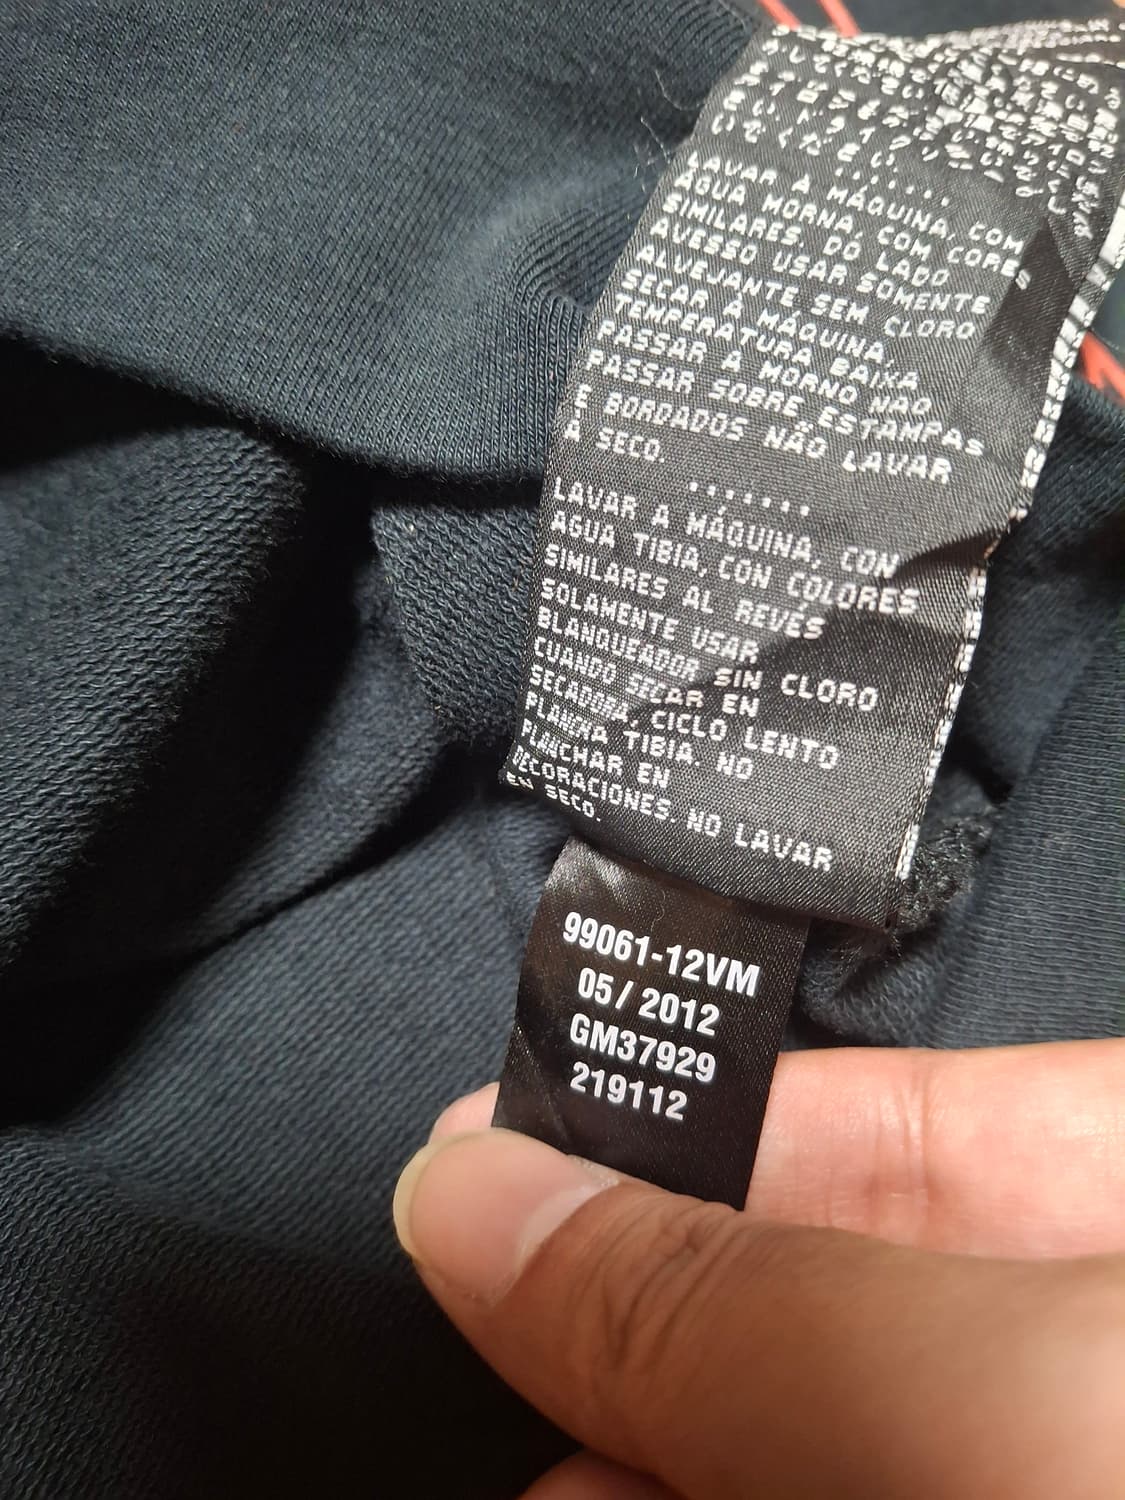 LAVAR A MÁQUINA, COM
ÁGUA MORNA, COM CORES
SIMILARES. DO LADO
AVESSO USAR SOMENTE
ALVEJANTE SEM CLORO
SECAR À MÁQUINA,
TEMPERATURA BAIXA
PASSAR A MORNO NÃO
PASSAR SOBRE ESTAMPAS
E BORDADOS NÃO LAVAR
A SECO.
.......
LAVAR A MÁQUINA, CON
AGUA TIBIA, CON COLORES
SIMILARES AL REVÉS
SOLAMENTE USAR
BLANQUEADOR SIN CLORO
CUANDO SECAR EN
SECADORA, CICLO LENTO
PLANCHA TIBIA. NO
PLANCHAR EN
DECORACIONES. NO LAVAR
EN SECO.
99061-12VM
05 / 2012
GM37929
219112